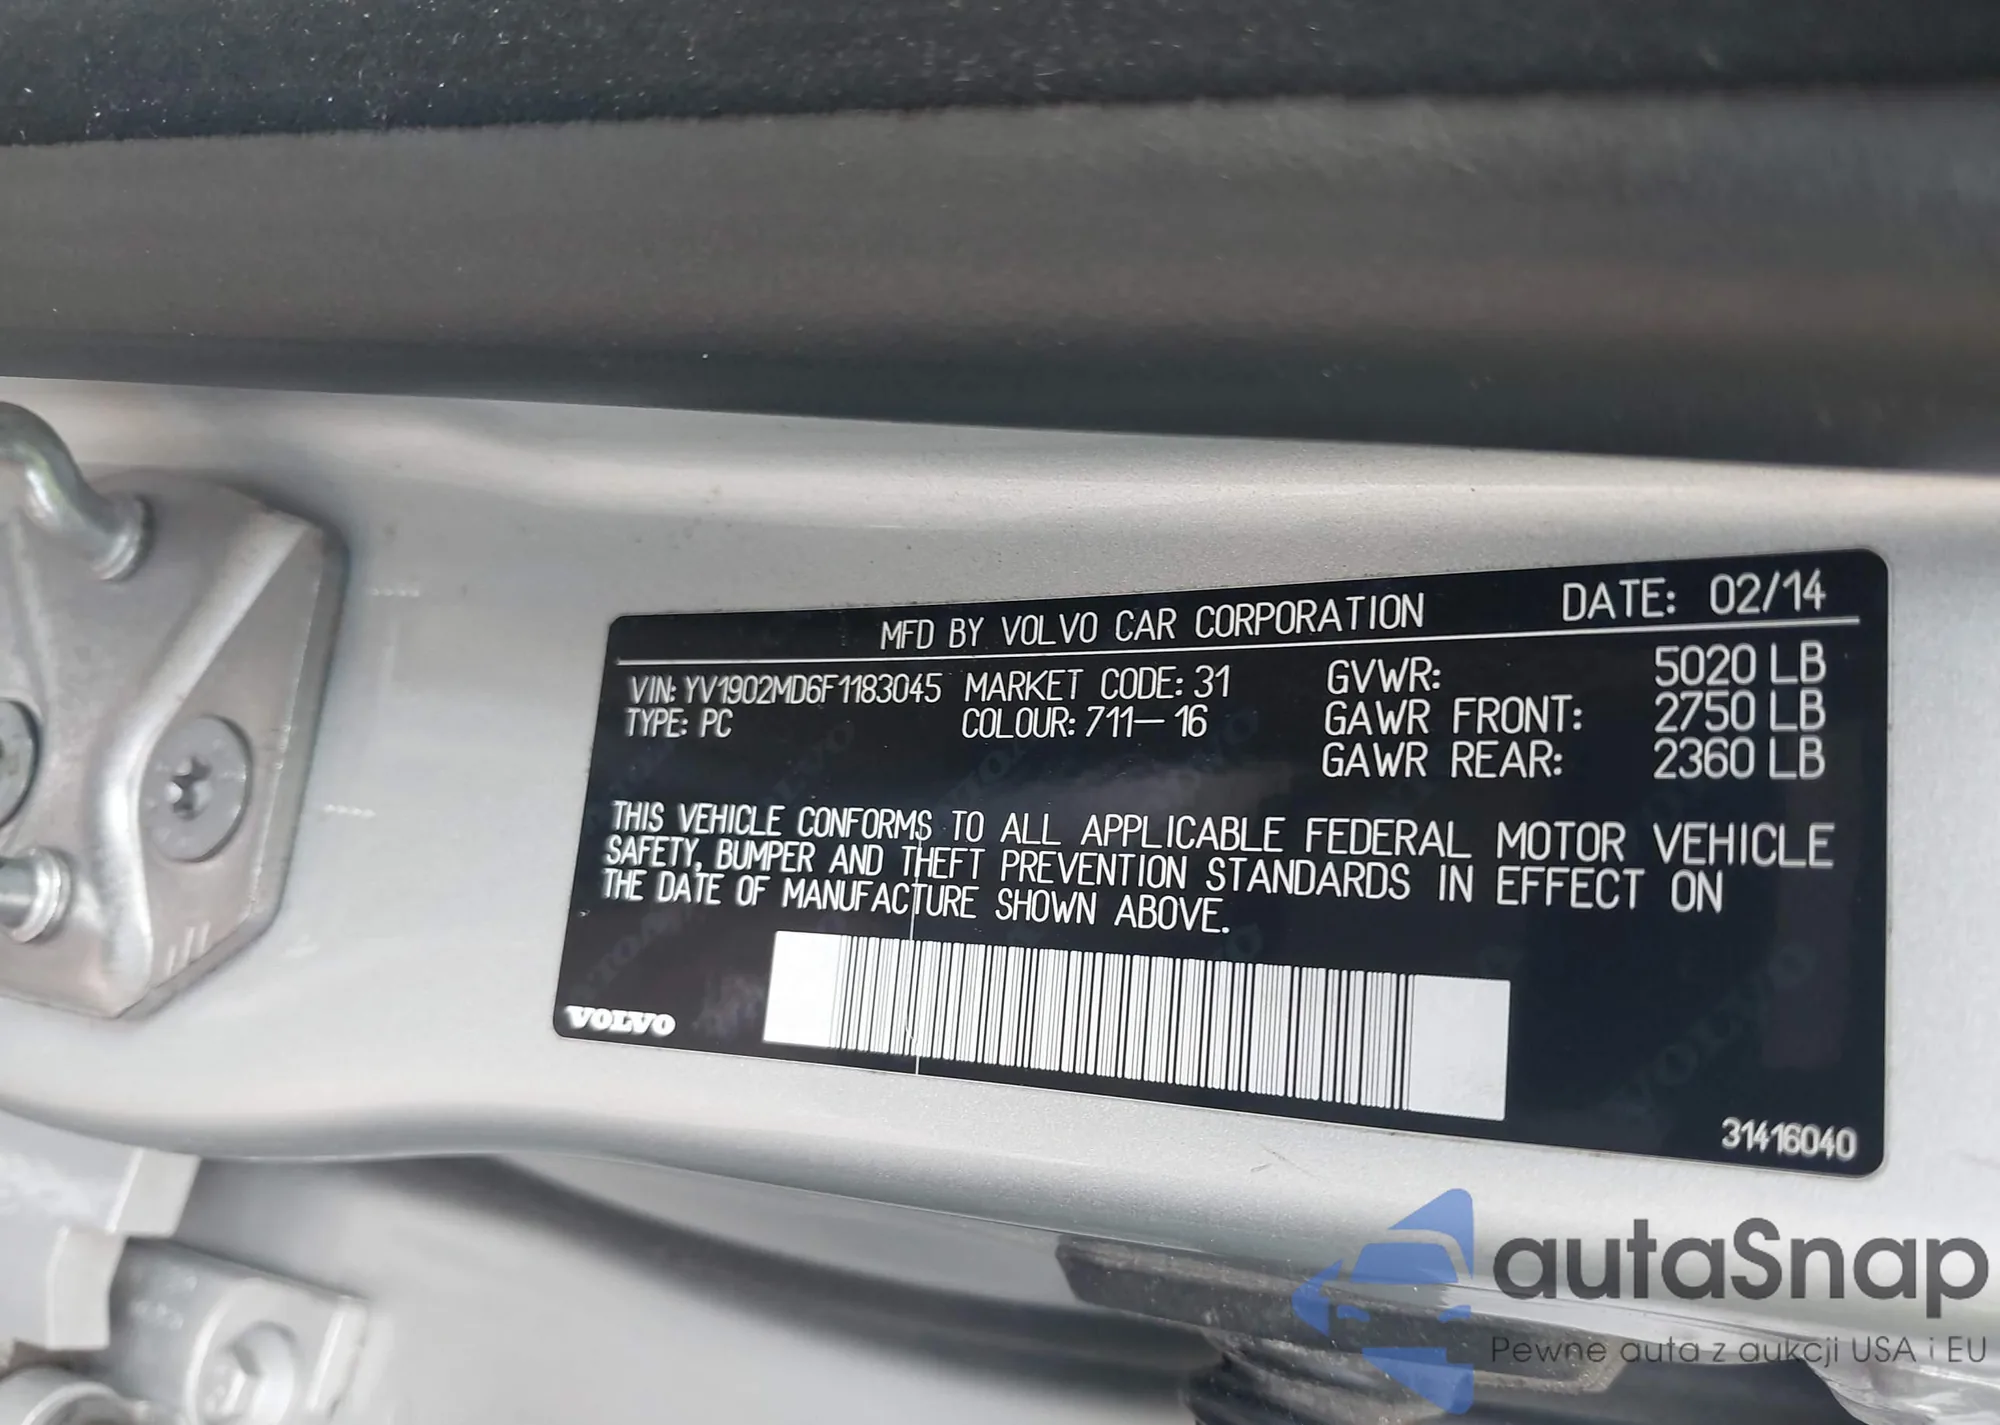 MFD BY VOLVO CAR CORPORATION DATE: 02/14
VIN: YV1902MD6F1183045 MARKET CODE: 31 GVWR: 5020 LB
TYPE: PC COLOUR: 711-16 GAWR FRONT: 2750 LB
GAWR REAR: 2360 LB
THIS VEHICLE CONFORMS TO ALL APPLICABLE FEDERAL MOTOR VEHICLE
SAFETY, BUMPER AND THEFT PREVENTION STANDARDS IN EFFECT ON
THE DATE OF MANUFACTURE SHOWN ABOVE.
VOLVO
31416040
autaSnap
Pewne auta z aukcji USA i EU